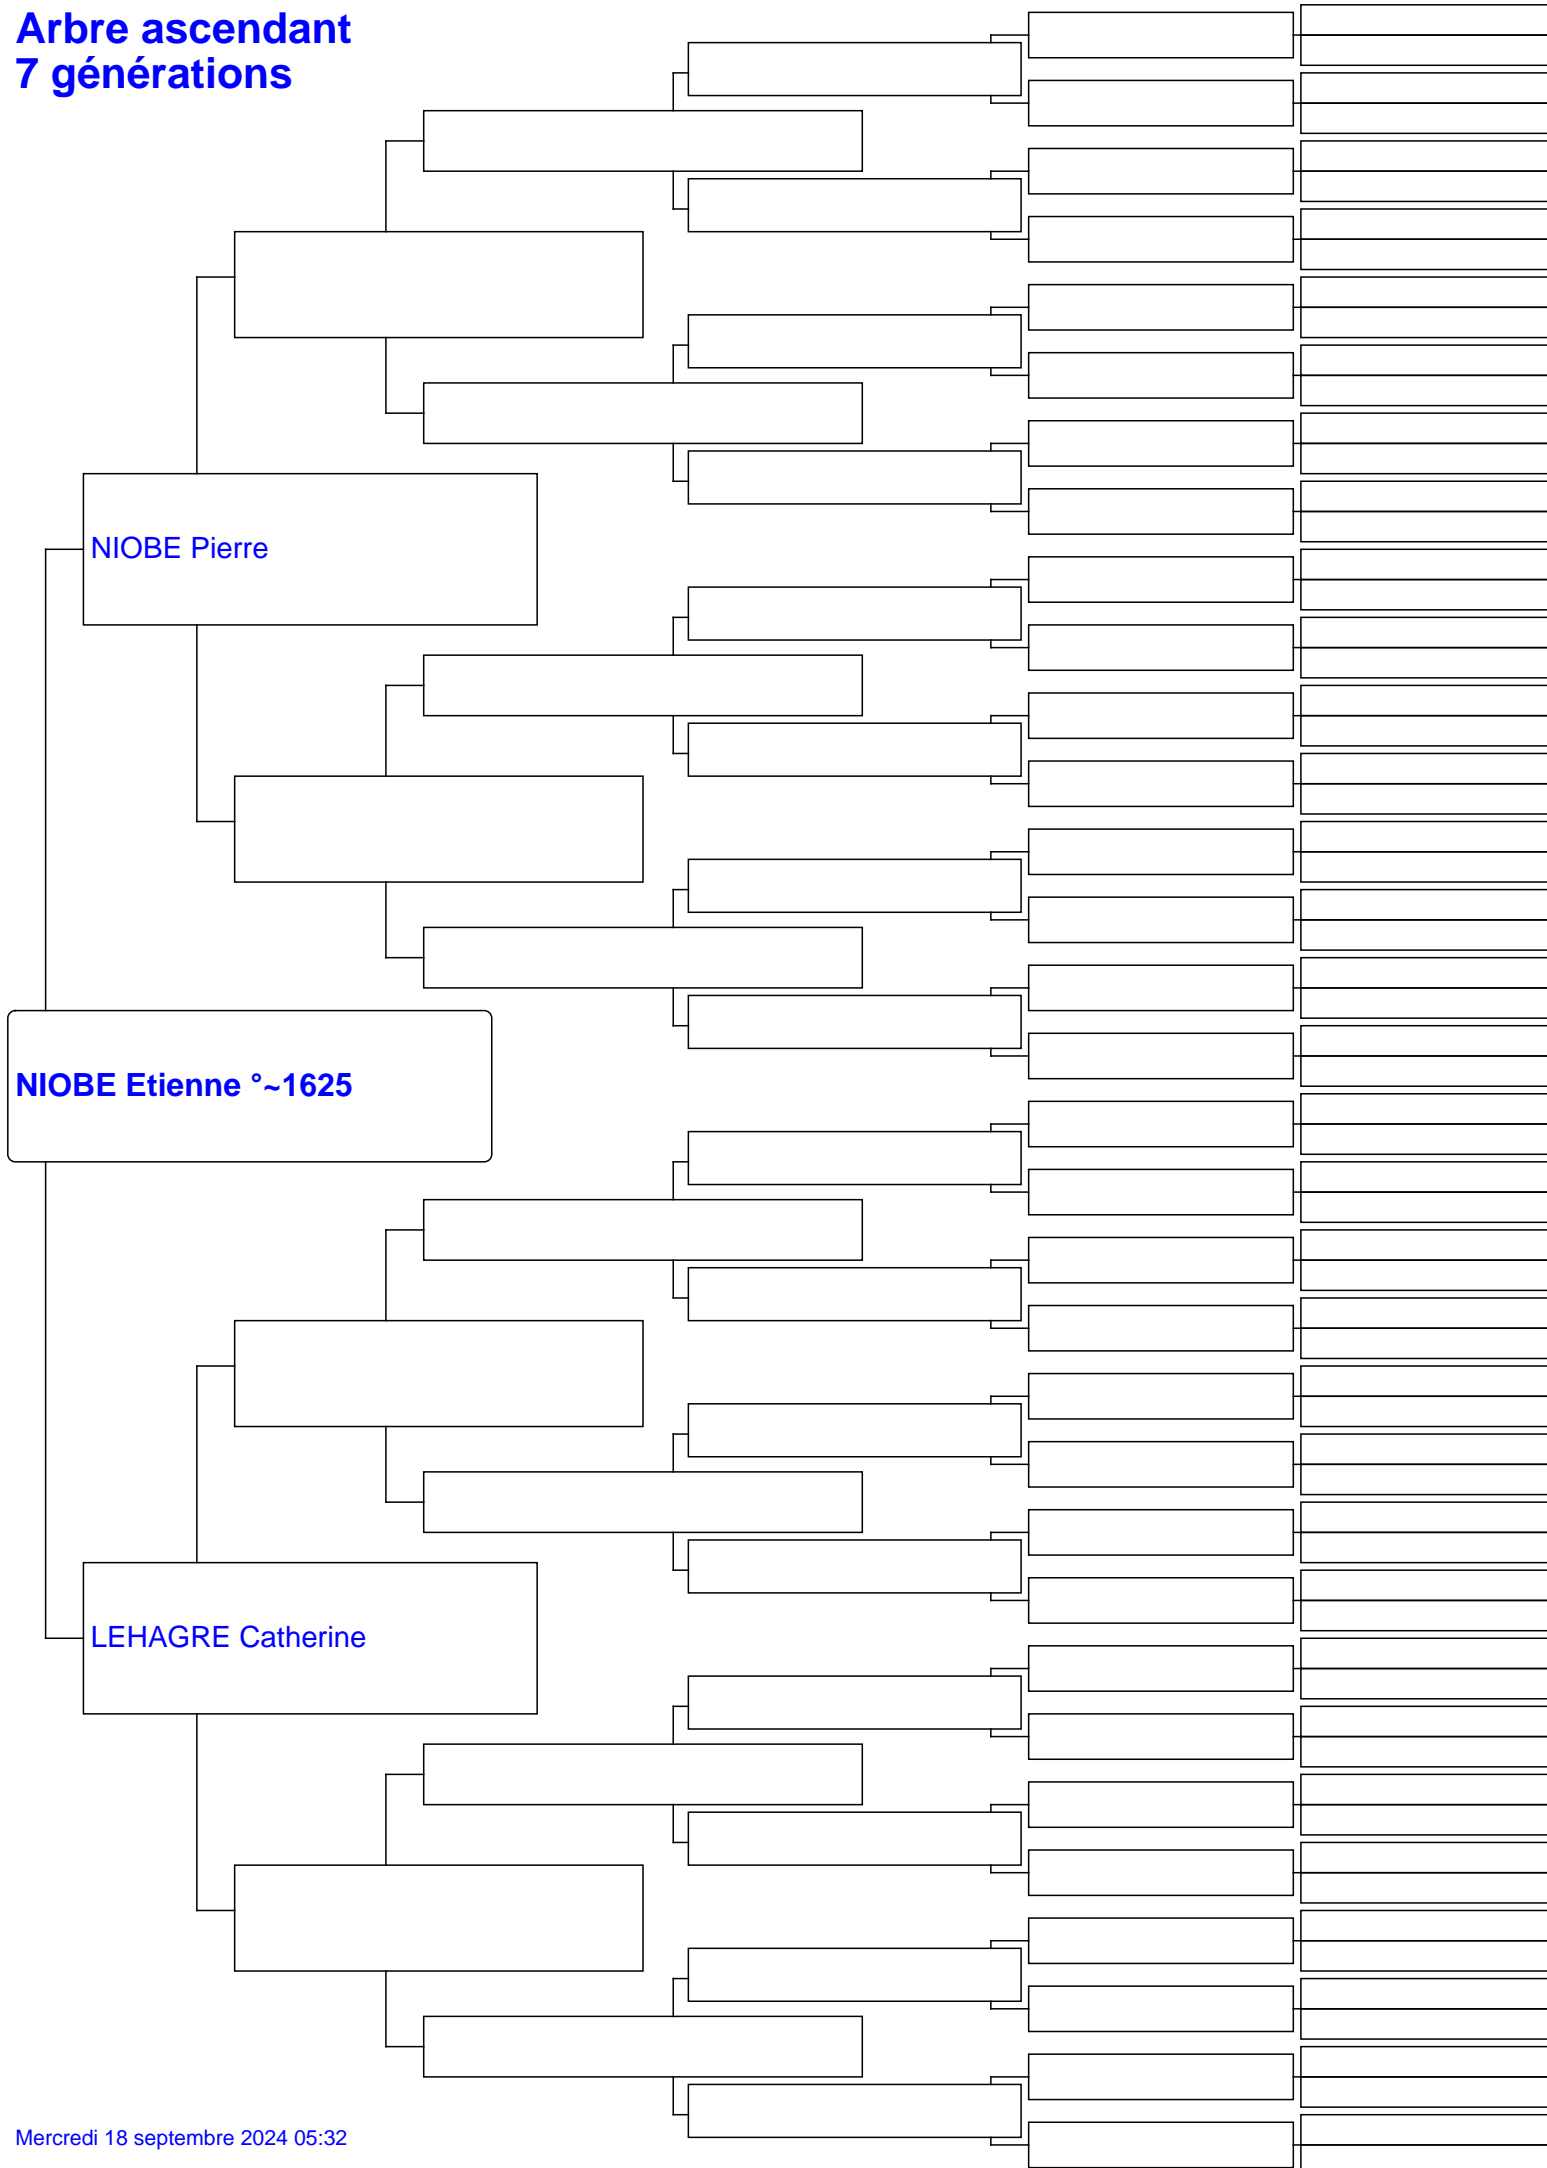 Arbre ascendant
7 générations
NIOBE Pierre
NIOBE Etienne °~1625
LEHAGRE Catherine
Mercredi 18 septembre 2024 05:32